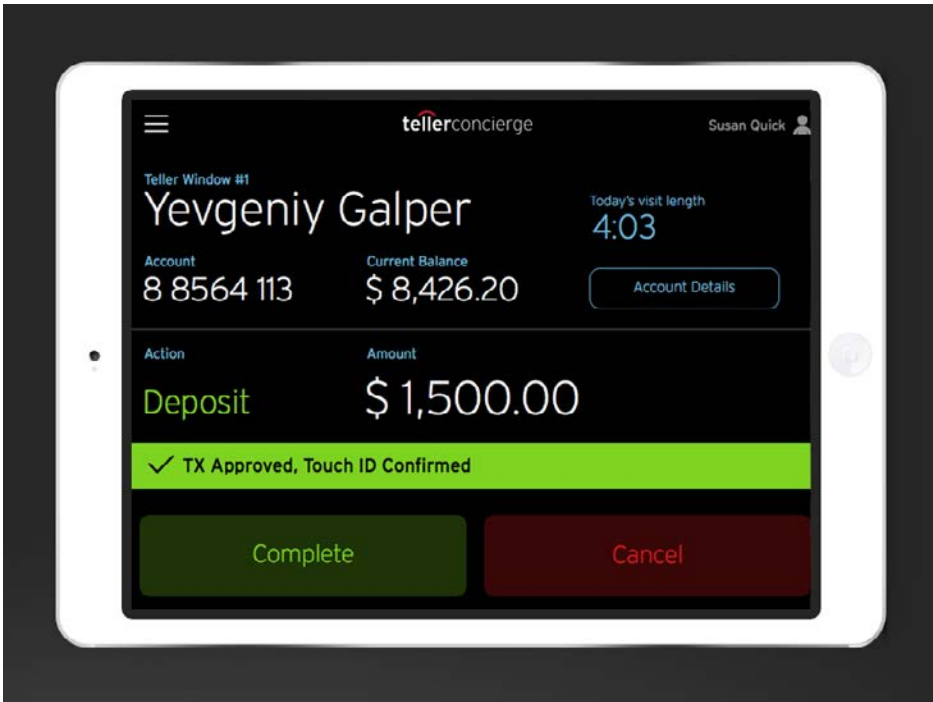 tellerconcierge
Susan Quick
Teller Window #1
Yevgeniy Galper
Today's visit length
4:03
Account
8 8564 113
Current Balance
$ 8,426.20
Account Details
Action
Deposit
Amount
$ 1,500.00
TX Approved, Touch ID Confirmed
Complete
Cancel